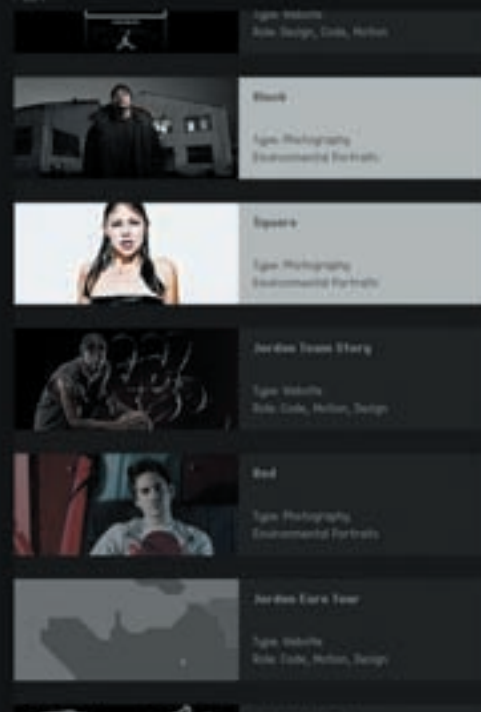 Type: Website
Role: Design, Code, Motion
Type: Photography
Environmental Portraits
Square
Type: Photography
Environmental Portraits
Jordan Team Story
Type: Website
Role: Code, Motion, Design
Red
Type: Photography
Environmental Portraits
Jordan Euro Tour
Type: Website
Role: Code, Motion, Design